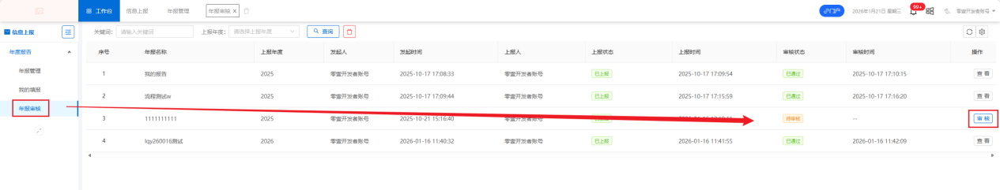 工作台 信息上报 年报管理 年报审核 × 门户 2026年1月21日 星期三 99+ 零壹开发者账号
信息上报 关键词: 请输入关键词 上报年度: 请选择上报年度 查询
年度报告
年报管理
我的填报
年报审核
序号 年报名称 上报年度 发起人 发起时间 上报人 上报状态 上报时间 审核状态 审核时间 操作
1 我的报告 2025 零壹开发者账号 2025-10-17 17:08:33 零壹开发者账号 已上报 2025-10-17 17:09:54 已通过 2025-10-17 17:10:15 查看
2 流程测试w 2025 零壹开发者账号 2025-10-17 17:09:44 零壹开发者账号 已上报 2025-10-17 17:15:59 已通过 2025-10-17 17:16:20 查看
3 1111111111 2025 零壹开发者账号 2025-10-21 15:16:40 零壹开发者账号 待审核 -- 审核
4 lqy260016测试 2026 零壹开发者账号 2026-01-16 11:40:32 零壹开发者账号 已上报 2026-01-16 11:41:55 已通过 2026-01-16 11:42:09 查看